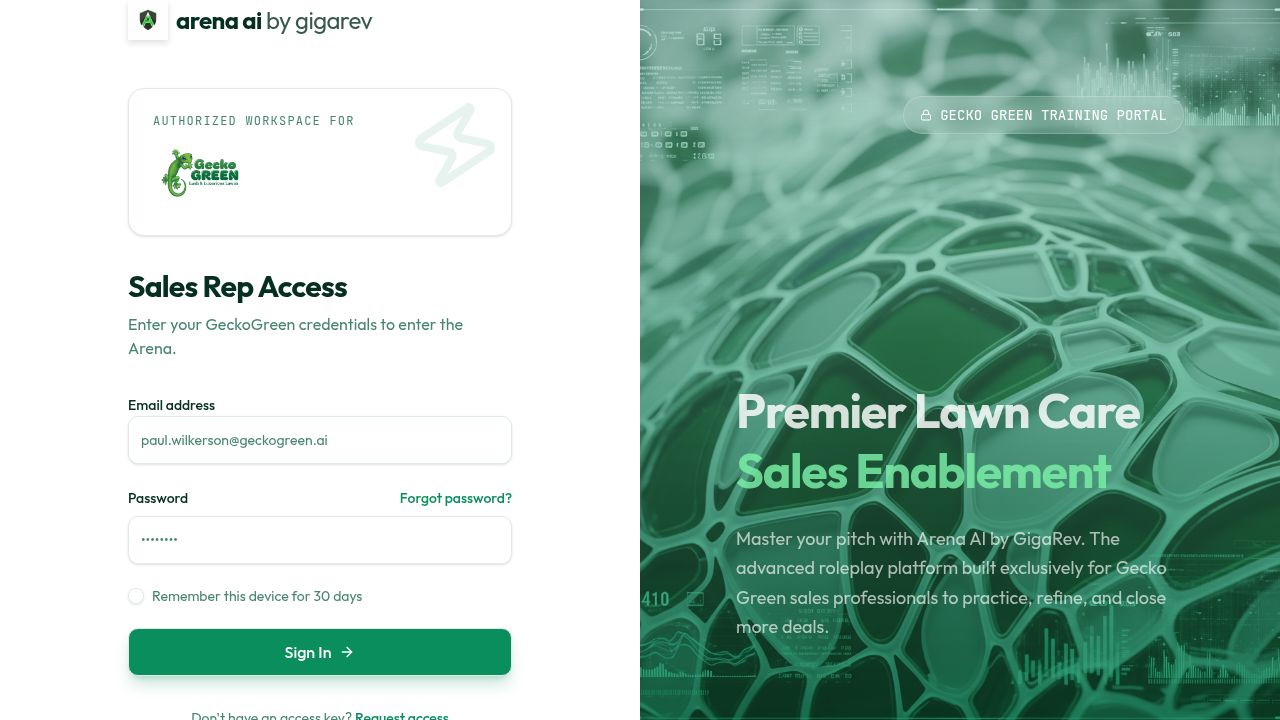 arena ai by gigarev
AUTHORIZED WORKSPACE FOR
Gecko
GREEN
Sales Rep Access
Enter your GeckoGreen credentials to enter the
Arena.
Email address
paul.wilkerson@geckogreen.ai
Password
Forgot password?
••••••••
Remember this device for 30 days
Sign In →
Don't have an access key? Request access
GECKO GREEN TRAINING PORTAL
Premier Lawn Care
Sales Enablement
Master your pitch with Arena AI by GigaRev. The
advanced roleplay platform built exclusively for Gecko
Green sales professionals to practice, refine, and close
more deals.
410